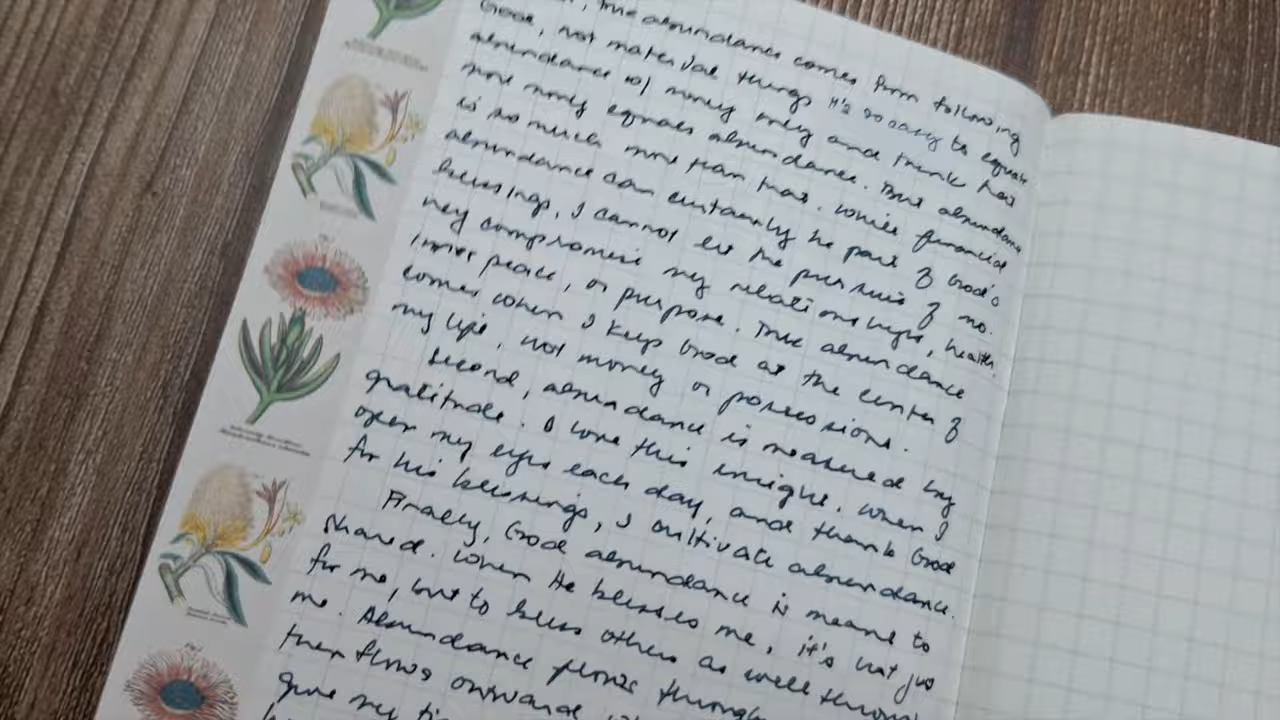 , true abundance comes from following
God, not material things. It's so easy to equate
abundance w/ money only and think that
more money equals abundance. But abundance
is so much more than that. While financial
abundance can certainly be part of God's
blessings, I cannot let the pursuit of mo.
ney compromise my relationships, health,
inner peace, or purpose. True abundance
comes when I keep God at the center of
my life, not money or possessions.
Second, abundance is measured by
gratitude. I love this insight. When I
open my eyes each day, and thank God
for his blessings, I cultivate abundance.
Finally, God abundance is meant to
shared. When He blesses me, it's not just
for me, but to bless others as well through
me. Abundance flows through
then flows onward
give my